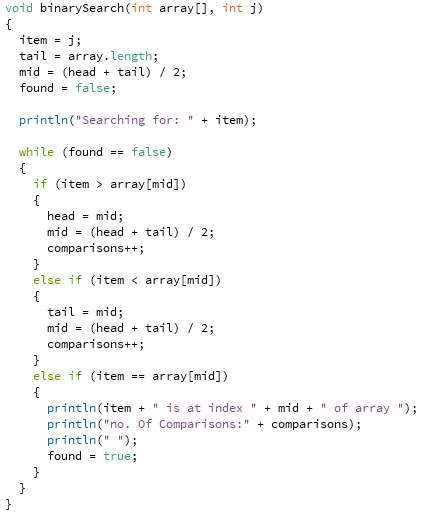 void binarySearch(int array[], int j)
{
  item = j;
  tail = array.length;
  mid = (head + tail) / 2;
  found = false;

  println("Searching for: " + item);

  while (found == false)
  {
    if (item > array[mid])
    {
      head = mid;
      mid = (head + tail) / 2;
      comparisons++;
    }
    else if (item < array[mid])
    {
      tail = mid;
      mid = (head + tail) / 2;
      comparisons++;
    }
    else if (item == array[mid])
    {
      println(item + " is at index " + mid + " of array ");
      println("no. Of Comparisons:" + comparisons);
      println(" ");
      found = true;
    }
  }
}